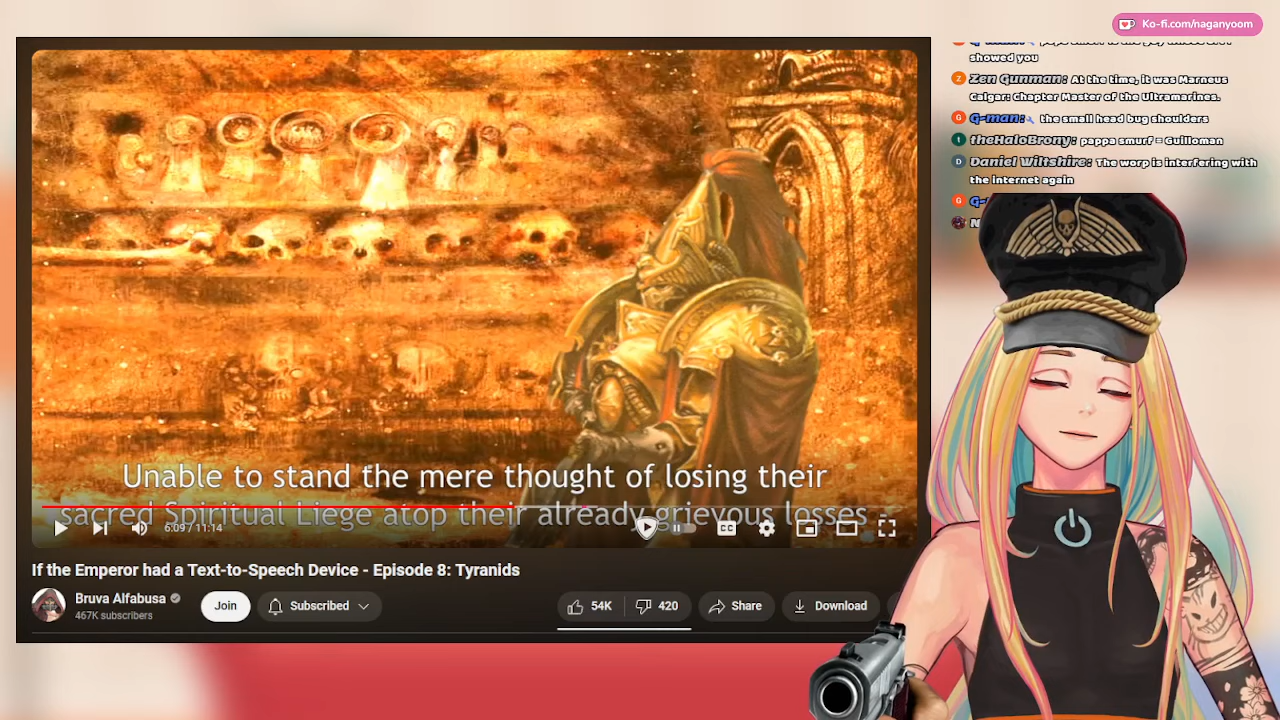 Ko-fi.com/naganyoom
showed you
Zen Gunman: At the time, it was Marneus
Calgar: Chapter Master of the Ultramarines.
G-man: the small head bug shoulders
theHaloBrony: pappa smurf = Guilloman
Daniel Wiltshire: The worp is interfering with
the internet again
Unable to stand the mere thought of losing their
sacred Spiritual Liege atop their already grievous losses -
6:09 / 11:14
CC
If the Emperor had a Text-to-Speech Device - Episode 8: Tyranids
Bruva Alfabusa
467K subscribers
Join
Subscribed
54K
420
Share
Download